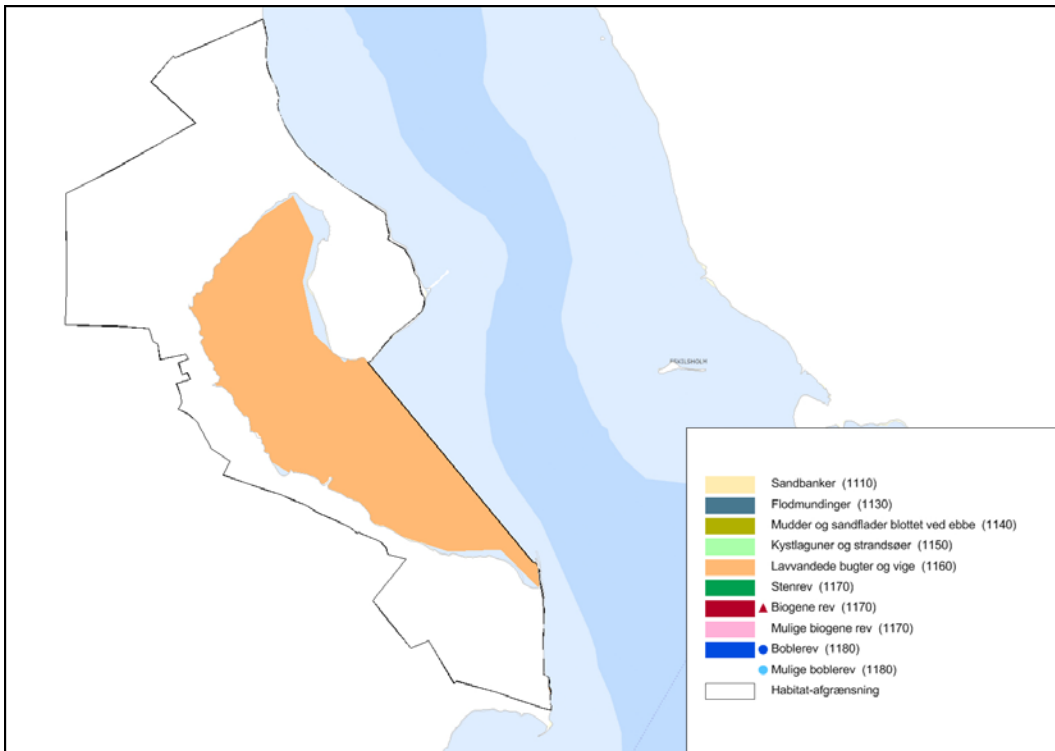 ESKILSHOLM
Sandbanker (1110)
Flodmundinger (1130)
Mudder og sandflader blottet ved ebbe (1140)
Kystlaguner og strandsøer (1150)
Lavvandede bugter og vige (1160)
Stenrev (1170)
Biogene rev (1170)
Mulige biogene rev (1170)
Boblerev (1180)
Mulige boblerev (1180)
Habitat-afgrænsning